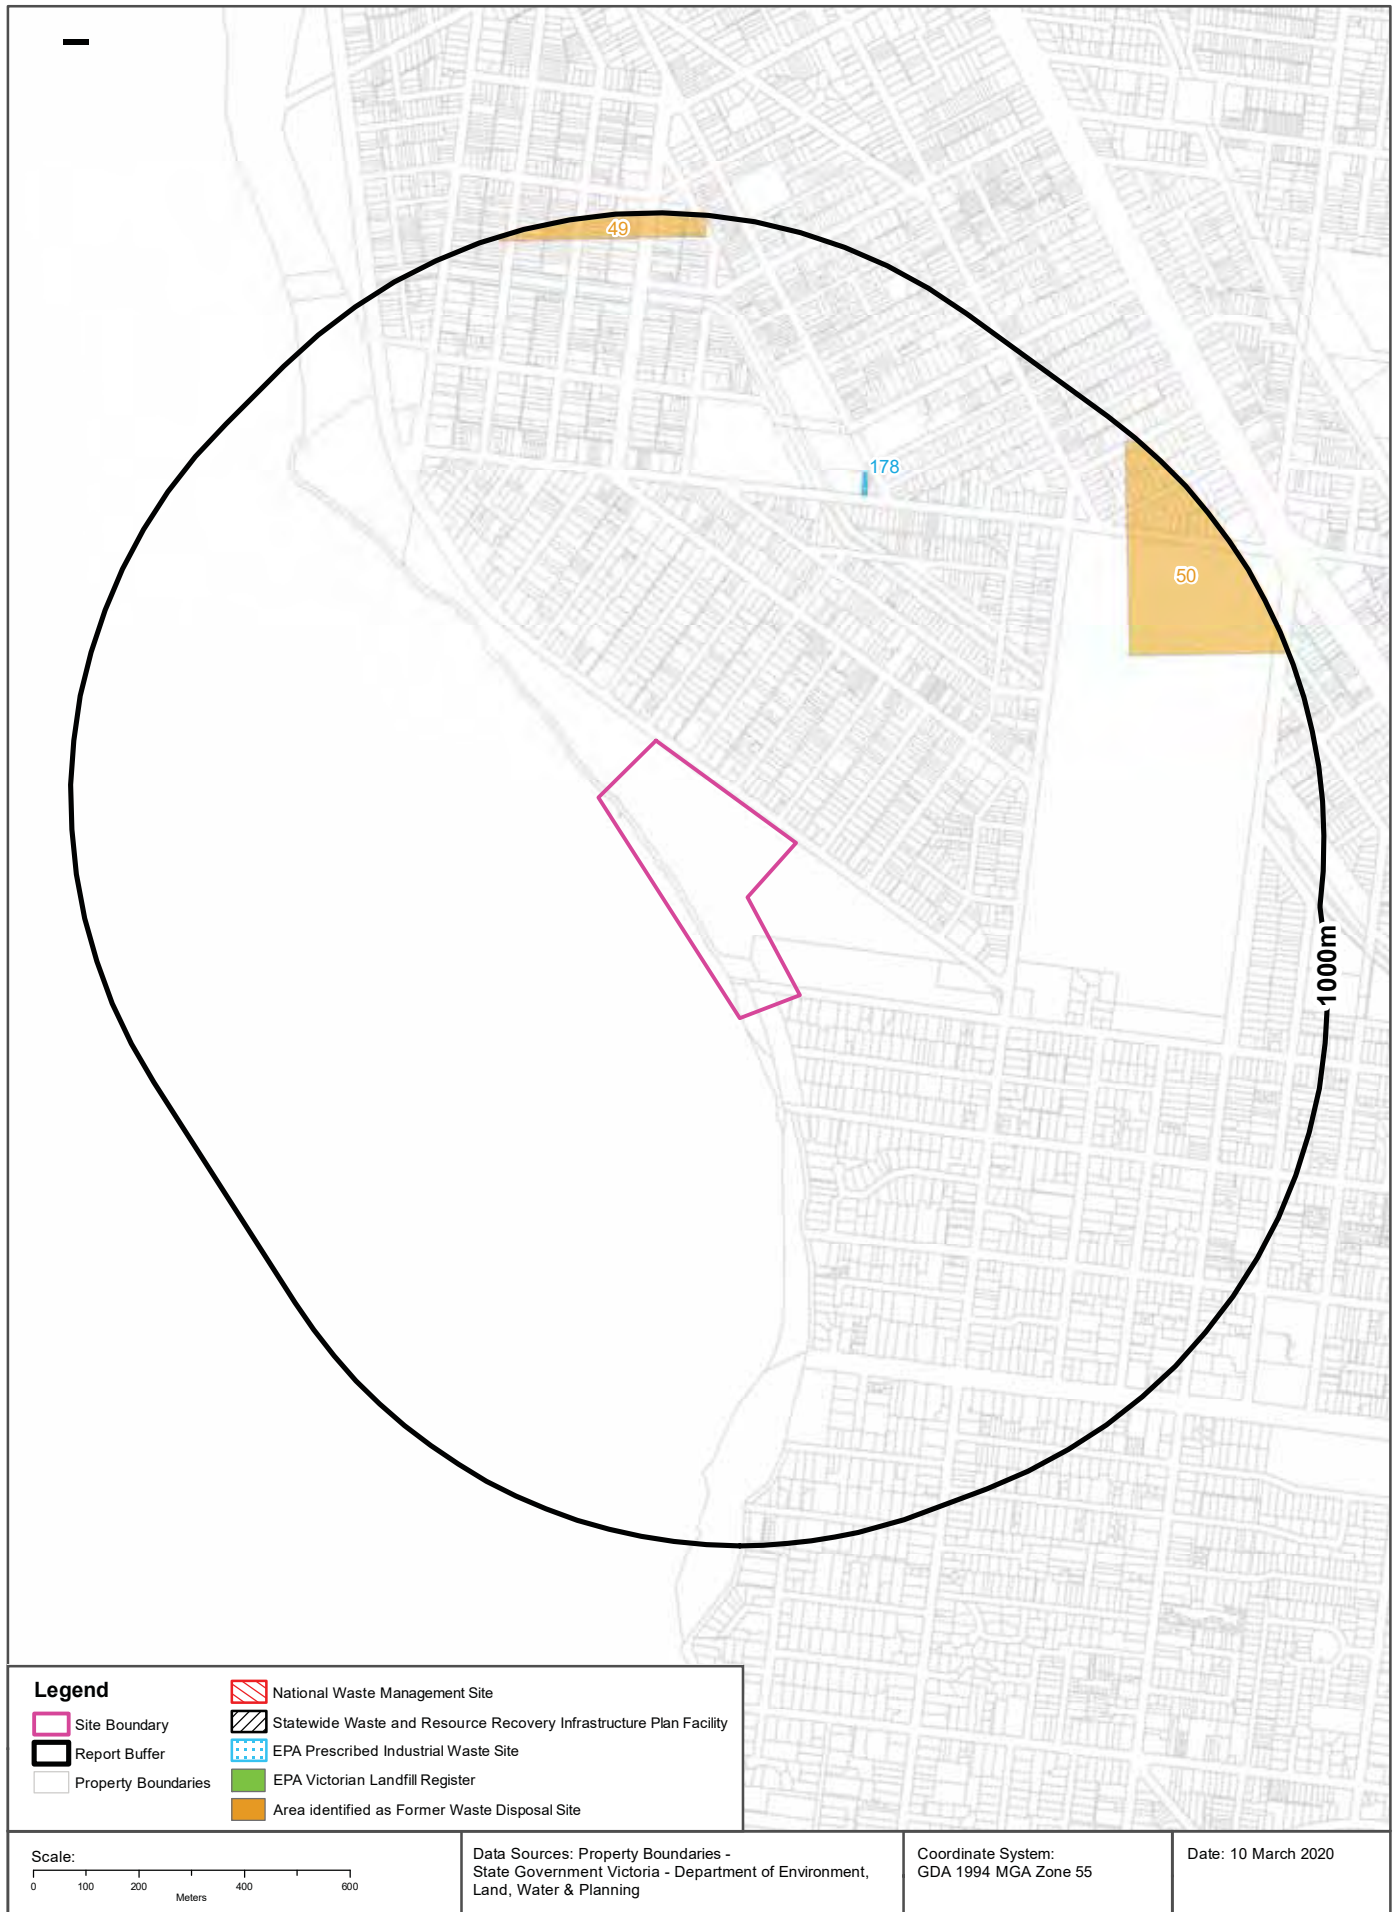 49
178
50
1000m
Legend
Site Boundary
Report Buffer
Property Boundaries
National Waste Management Site
Statewide Waste and Resource Recovery Infrastructure Plan Facility
EPA Prescribed Industrial Waste Site
EPA Victorian Landfill Register
Area identified as Former Waste Disposal Site
Scale:
0 100 200 400 600
Meters
Data Sources: Property Boundaries -
State Government Victoria - Department of Environment,
Land, Water & Planning
Coordinate System:
GDA 1994 MGA Zone 55
Date: 10 March 2020